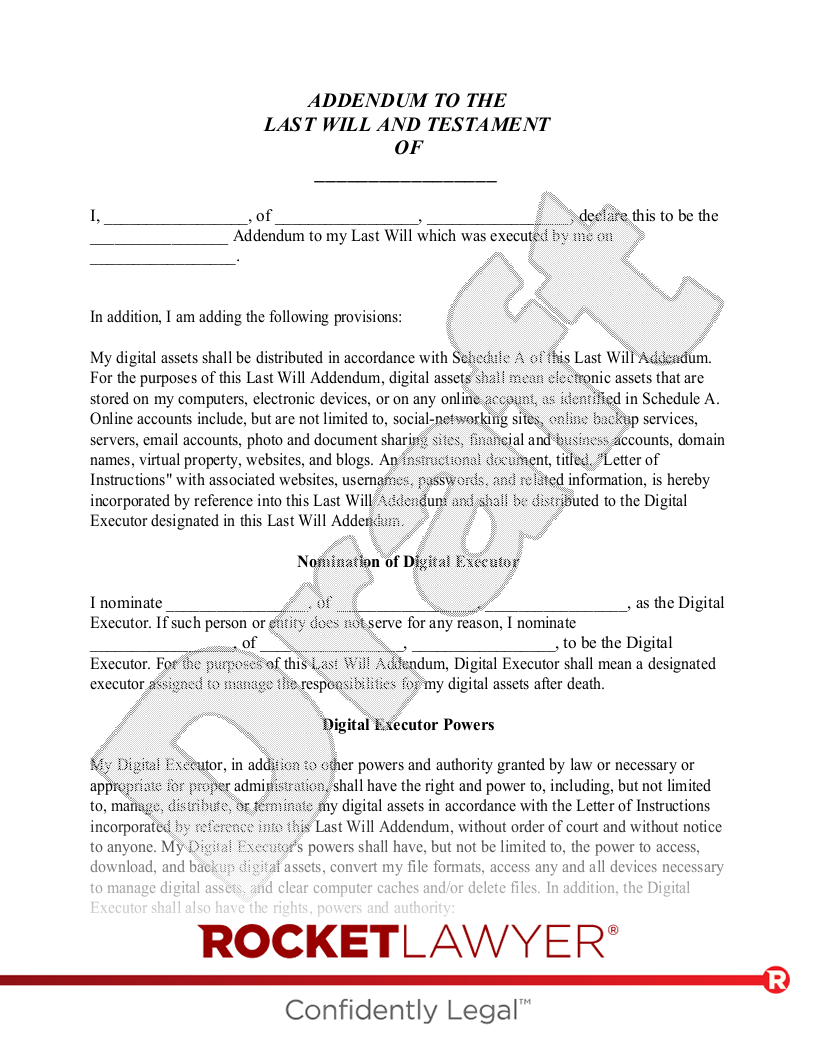 ADDENDUM TO THE
LAST WILL AND TESTAMENT
OF
__________________
I, _________________, of _________________, _________________, declare this to be the
________________ Addendum to my Last Will which was executed by me on
_________________.
In addition, I am adding the following provisions:
My digital assets shall be distributed in accordance with Schedule A of this Last Will Addendum.
For the purposes of this Last Will Addendum, digital assets shall mean electronic assets that are
stored on my computers, electronic devices, or on any online account, as identified in Schedule A.
Online accounts include, but are not limited to, social-networking sites, online backup services,
servers, email accounts, photo and document sharing sites, financial and business accounts, domain
names, virtual property, websites, and blogs. An instructional document, titled, "Letter of
Instructions" with associated websites, usernames, passwords, and related information, is hereby
incorporated by reference into this Last Will Addendum and shall be distributed to the Digital
Executor designated in this Last Will Addendum.
Nomination of Digital Executor
I nominate _________________, of _________________, _________________, as the Digital
Executor. If such person or entity does not serve for any reason, I nominate
_________________, of _________________, _________________, to be the Digital
Executor. For the purposes of this Last Will Addendum, Digital Executor shall mean a designated
executor assigned to manage the responsibilities for my digital assets after death.
Digital Executor Powers
My Digital Executor, in addition to other powers and authority granted by law or necessary or
appropriate for proper administration, shall have the right and power to, including, but not limited
to, manage, distribute, or terminate my digital assets in accordance with the Letter of Instructions
incorporated by reference into this Last Will Addendum, without order of court and without notice
to anyone. My Digital Executor's powers shall have, but not be limited to, the power to access,
download, and backup digital assets, convert my file formats, access any and all devices necessary
to manage digital assets, and clear computer caches and/or delete files. In addition, the Digital
Executor shall also have the rights, powers and authority:
Draft
ROCKETLAWYER®
R
Confidently Legal™